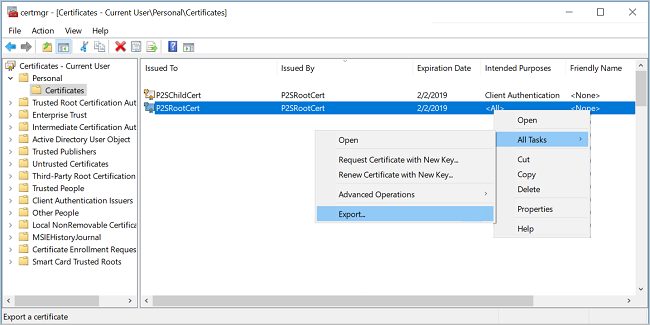 certmgr - [Certificates - Current User\Personal\Certificates]
File Action View Help
Certificates - Current User
Personal
Certificates
Trusted Root Certification Aut
Enterprise Trust
Intermediate Certification Aut
Active Directory User Object
Trusted Publishers
Untrusted Certificates
Third-Party Root Certification
Trusted People
Client Authentication Issuers
Other People
Local NonRemovable Certificat
MSIEHistoryJournal
Certificate Enrollment Reques
Smart Card Trusted Roots
Issued To Issued By Expiration Date Intended Purposes Friendly Name
P2SChildCert P2SRootCert 2/2/2019 Client Authentication <None>
P2SRootCert P2SRootCert 2/2/2019 <All> <None>
Open
All Tasks
Cut
Copy
Delete
Properties
Help
Open
Request Certificate with New Key...
Renew Certificate with New Key...
Advanced Operations
Export...
Export a certificate